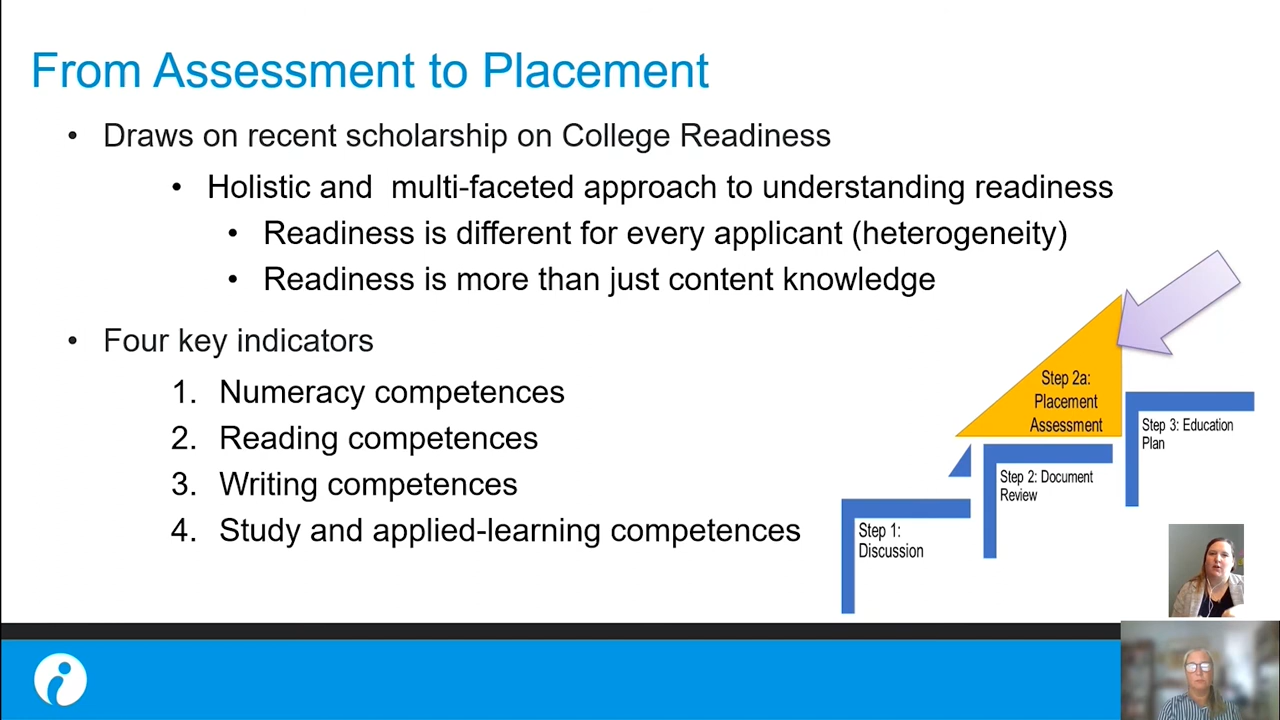 From Assessment to Placement
• Draws on recent scholarship on College Readiness
• Holistic and  multi-faceted approach to understanding readiness
• Readiness is different for every applicant (heterogeneity)
• Readiness is more than just content knowledge
• Four key indicators
1. Numeracy competences
2. Reading competences
3. Writing competences
4. Study and applied-learning competences
Step 1:
Discussion
Step 2: Document
Review
Step 2a:
Placement
Assessment
Step 3: Education
Plan